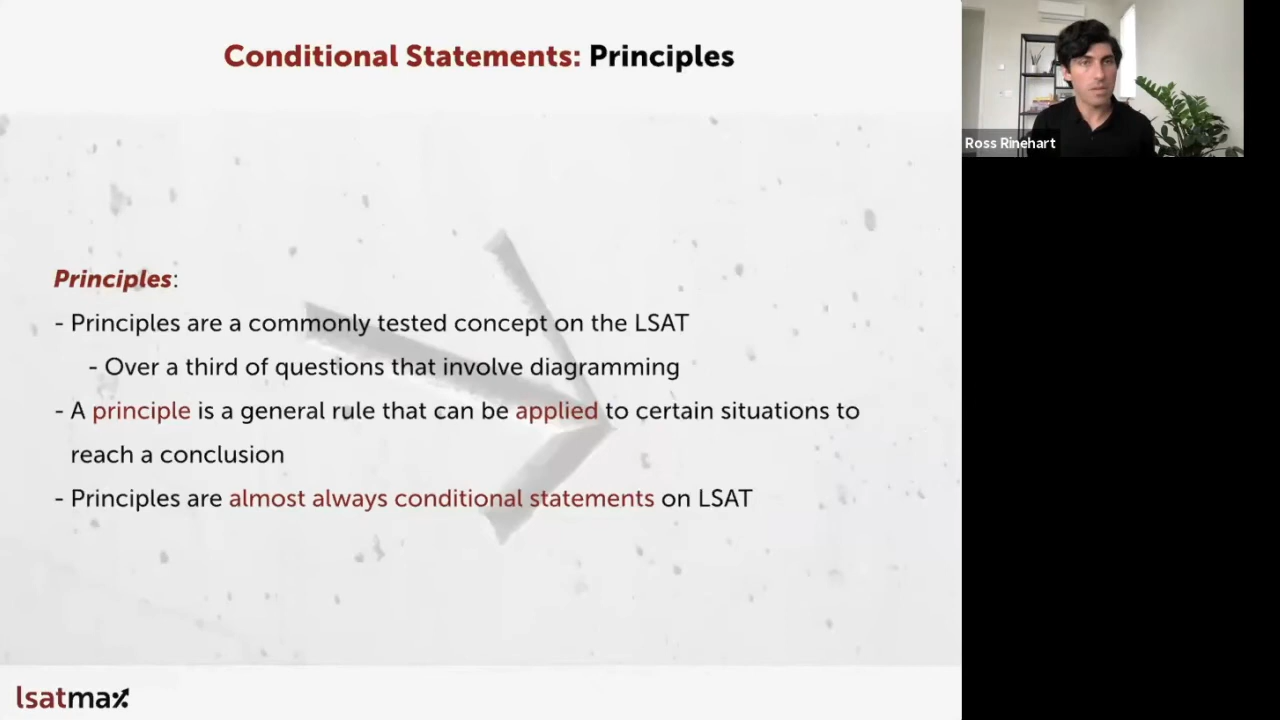 Conditional Statements: Principles
Ross Rinehart
Principles:
- Principles are a commonly tested concept on the LSAT
- Over a third of questions that involve diagramming
- A principle is a general rule that can be applied to certain situations to
reach a conclusion
- Principles are almost always conditional statements on LSAT
lsatmax